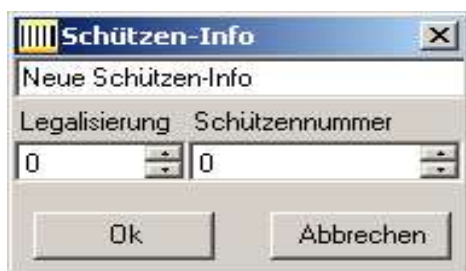 Schützen-Info
Neue Schützen-Info
Legalisierung Schützennummer
0 0
Ok Abbrechen